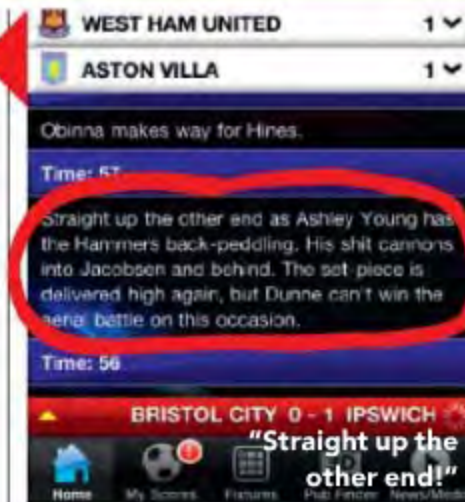 WEST HAM UNITED 1
ASTON VILLA 1
Obinna makes way for Hines.
Time: 57
Straight up the other end as Ashley Young has
the Hammers back-peddling. His shit cannons
into Jacobsen and behind. The set-piece is
delivered high again, but Dunne can't win the
aerial battle on this occasion.
Time: 56
BRISTOL CITY 0 - 1 IPSWICH
"Straight up the
other end!"
Home My Scores Fixtures